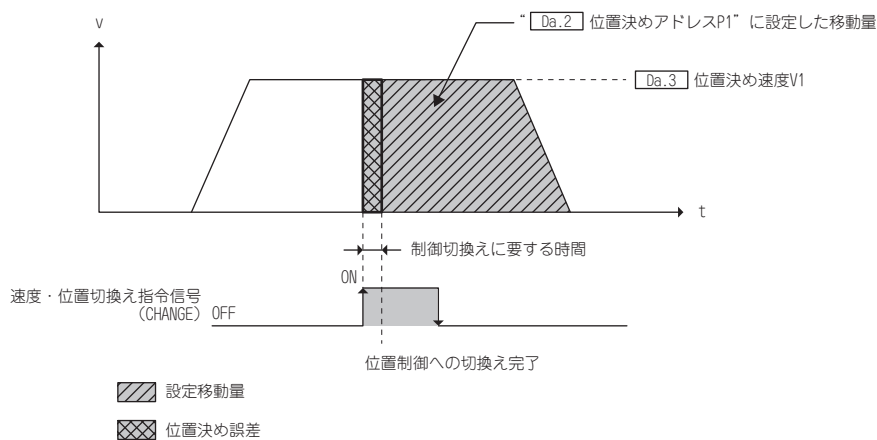 “ Da.2 位置決めアドレスP1”に設定した移動量
v
Da.3 位置決め速度V1
t
制御切換えに要する時間
ON
速度・位置切換え指令信号
(CHANGE) OFF
位置制御への切換え完了
設定移動量
位置決め誤差